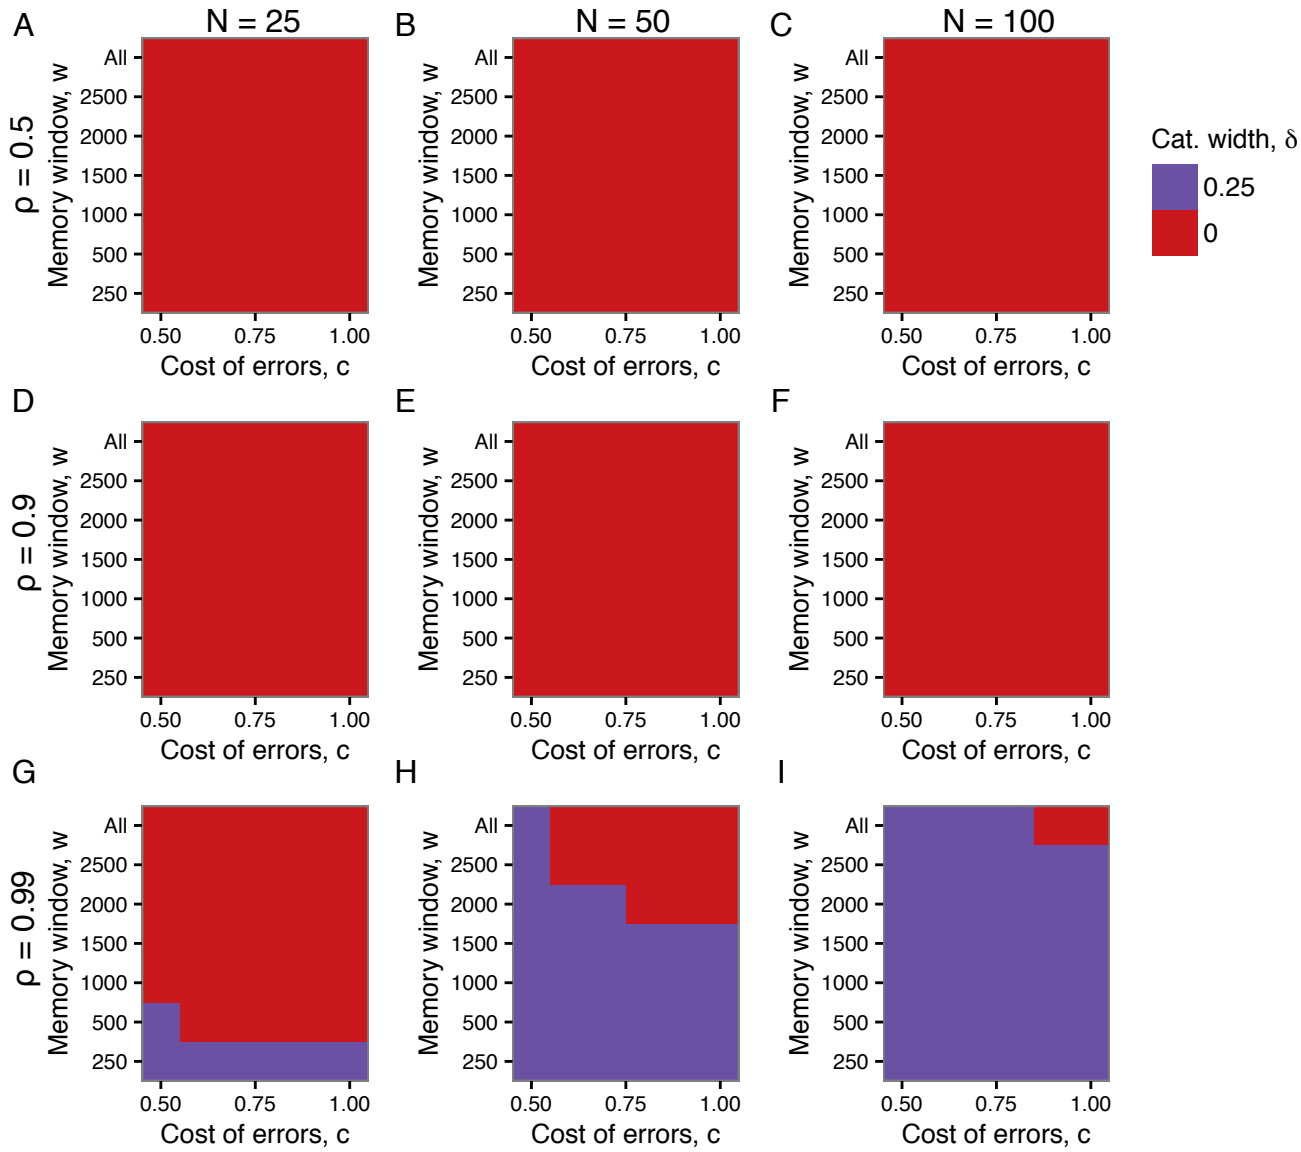 A
N = 25
B
N = 50
C
N = 100
ρ = 0.5
Memory window, w
All
2500
2000
1500
1000
500
250
0.50 0.75 1.00
Cost of errors, c
Memory window, w
All
2500
2000
1500
1000
500
250
0.50 0.75 1.00
Cost of errors, c
Memory window, w
All
2500
2000
1500
1000
500
250
0.50 0.75 1.00
Cost of errors, c
Cat. width, δ
0.25
0
D
E
F
ρ = 0.9
Memory window, w
All
2500
2000
1500
1000
500
250
0.50 0.75 1.00
Cost of errors, c
Memory window, w
All
2500
2000
1500
1000
500
250
0.50 0.75 1.00
Cost of errors, c
Memory window, w
All
2500
2000
1500
1000
500
250
0.50 0.75 1.00
Cost of errors, c
G
H
I
ρ = 0.99
Memory window, w
All
2500
2000
1500
1000
500
250
0.50 0.75 1.00
Cost of errors, c
Memory window, w
All
2500
2000
1500
1000
500
250
0.50 0.75 1.00
Cost of errors, c
Memory window, w
All
2500
2000
1500
1000
500
250
0.50 0.75 1.00
Cost of errors, c